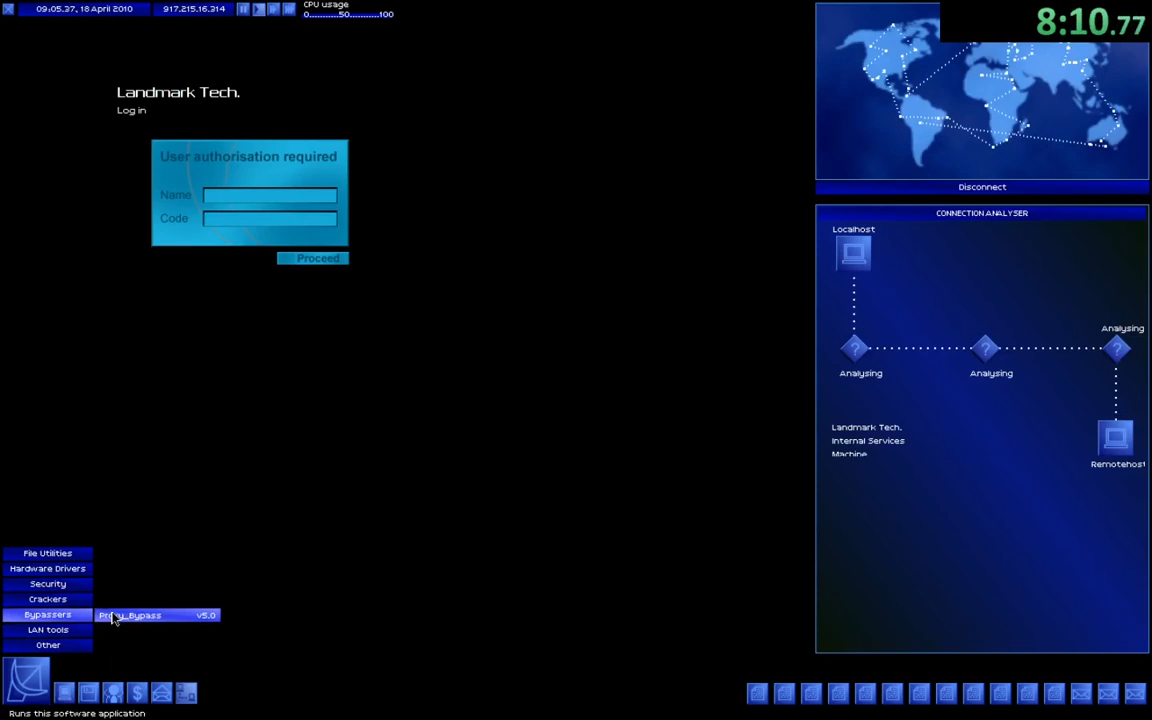 09:05.37, 18 April 2010
917.215.16.314
CPU usage
0..........50........100
8:10.77
Landmark Tech.
Log in
User authorisation required
Name
Code
Proceed
Disconnect
CONNECTION ANALYSER
Localhost
Analysing
? ? ?
Analysing
Analysing
Landmark Tech.
Internal Services
Machine
Remotehost
File Utilities
Hardware Drivers
Security
Crackers
Bypassers
Proxy_Bypass v5.0
LAN tools
Other
$
Runs this software application